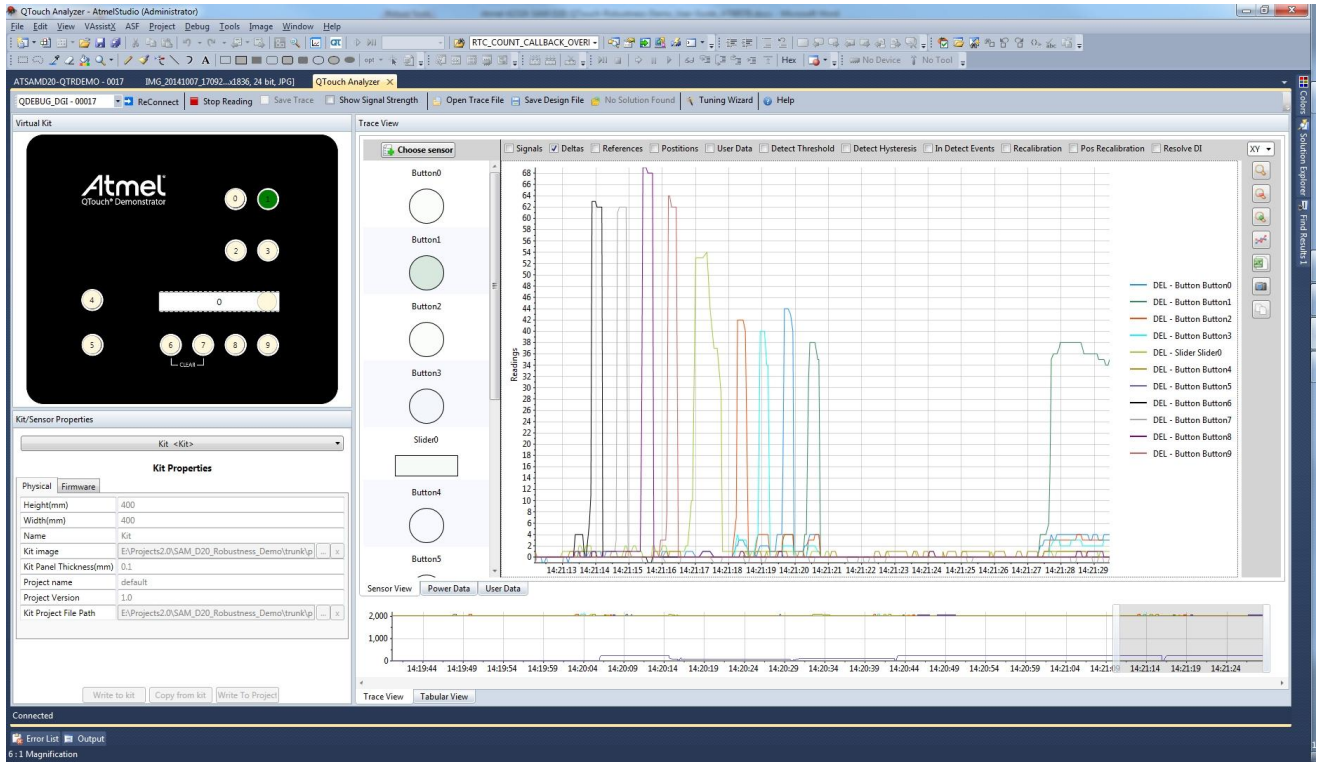 QTouch Analyzer - AtmelStudio (Administrator)
File Edit View VAssistX ASF Project Debug Tools Image Window Help
RTC_COUNT_CALLBACK_OVERI
Hex No Device No Tool
ATSAMD20-QTRDEMO - 0017 IMG_20141007_17092...x1836, 24 bit, JPG] QTouch Analyzer
QDEBUG_DGI - 00017 ReConnect Stop Reading Save Trace Show Signal Strength Open Trace File Save Design File No Solution Found Tuning Wizard Help
Virtual Kit
Atmel
QTouch® Demonstrator
0
2 3
4 0
5 6 7 8 9
CLEAR
Kit/Sensor Properties
Kit <Kit>
Kit Properties
Physical Firmware
Height(mm) 400
Width(mm) 400
Name Kit
Kit image E:\Projects2.0\SAM_D20_Robustness_Demo\trunk\p ... x
Kit Panel Thickness(mm) 0.1
Project name default
Project Version 1.0
Kit Project File Path E:\Projects2.0\SAM_D20_Robustness_Demo\trunk\p ... x
Write to kit Copy from kit Write To Project
Trace View
Choose sensor
Button0
Button1
Button2
Button3
Slider0
Button4
Button5
Signals Deltas References Postitions User Data Detect Threshold Detect Hysteresis In Detect Events Recalibration Pos Recalibration Resolve DI XY
Readings
68
66
64
62
60
58
56
54
52
50
48
46
44
42
40
38
36
34
32
30
28
26
24
22
20
18
16
14
12
10
8
6
4
2
0
14:21:13 14:21:14 14:21:15 14:21:16 14:21:17 14:21:18 14:21:19 14:21:20 14:21:21 14:21:22 14:21:23 14:21:24 14:21:25 14:21:26 14:21:27 14:21:28 14:21:29
DEL - Button Button0
DEL - Button Button1
DEL - Button Button2
DEL - Button Button3
DEL - Slider Slider0
DEL - Button Button4
DEL - Button Button5
DEL - Button Button6
DEL - Button Button7
DEL - Button Button8
DEL - Button Button9
Sensor View Power Data User Data
2,000
1,000
0
14:19:44 14:19:49 14:19:54 14:19:59 14:20:04 14:20:09 14:20:14 14:20:19 14:20:24 14:20:29 14:20:34 14:20:39 14:20:44 14:20:49 14:20:54 14:20:59 14:21:04 14:21:09 14:21:14 14:21:19 14:21:24
Trace View Tabular View
Colors
Solution Explorer
Find Results 1
Connected
Error List Output
6 : 1 Magnification